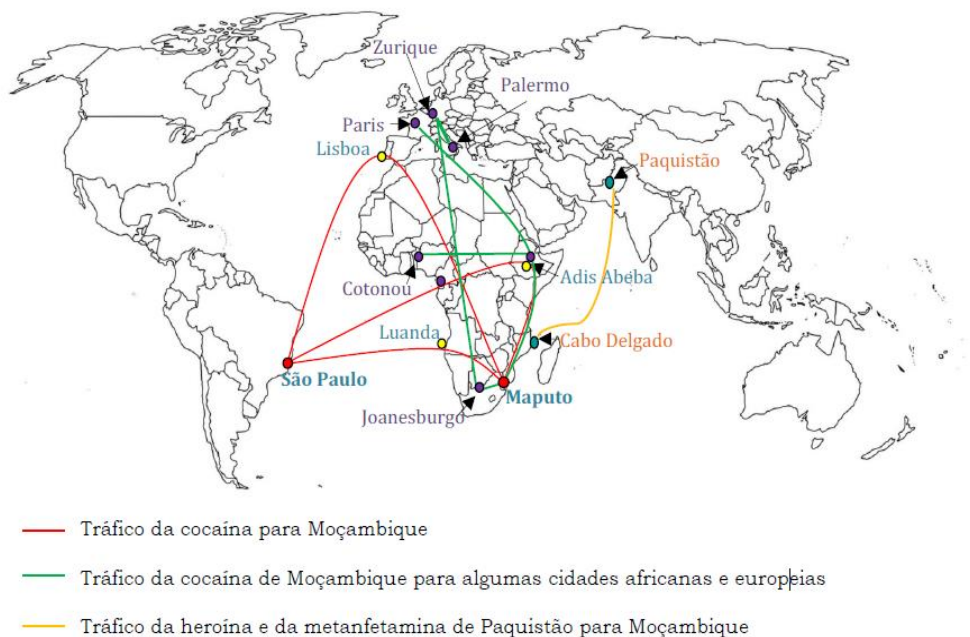 Zurique
Palermo
Paris
Lisboa
Paquistão
Cotonou
Adis Abeba
Luanda
Cabo Delgado
São Paulo
Maputo
Joanesburgo
Tráfico da cocaína para Moçambique
Tráfico da cocaína de Moçambique para algumas cidades africanas e europeias
Tráfico da heroína e da metanfetamina de Paquistão para Moçambique